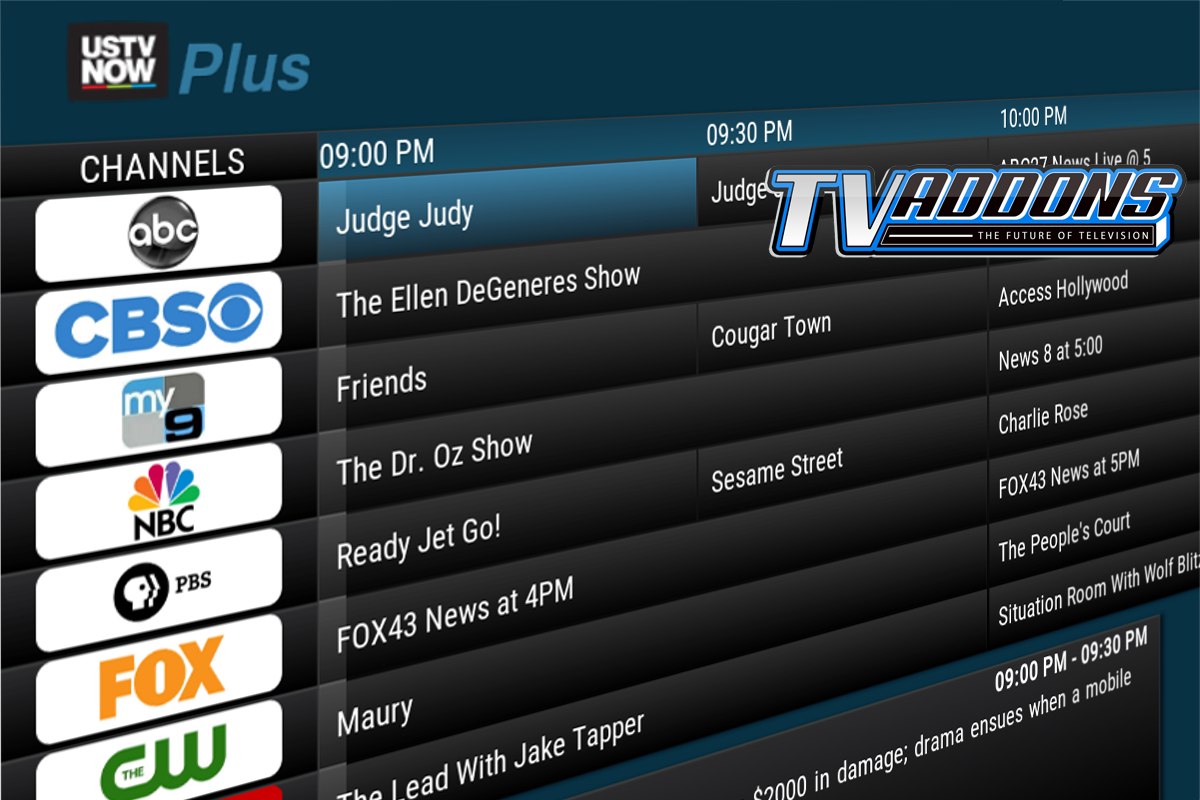 USTV
NOW
Plus
CHANNELS
09:00 PM
09:30 PM
10:00 PM
abc
Judge Judy
Judge
ABC27 News Live @ 5
TVADDONS
THE FUTURE OF TELEVISION
CBS
The Ellen DeGeneres Show
Access Hollywood
my
9
Friends
Cougar Town
News 8 at 5:00
NBC
The Dr. Oz Show
Charlie Rose
PBS
Ready Jet Go!
Sesame Street
FOX43 News at 5PM
FOX
FOX43 News at 4PM
The People's Court
THE
CW
Maury
Situation Room With Wolf Blit
The Lead With Jake Tapper
09:00 PM - 09:30 PM
$2000 in damage; drama ensues when a mobile